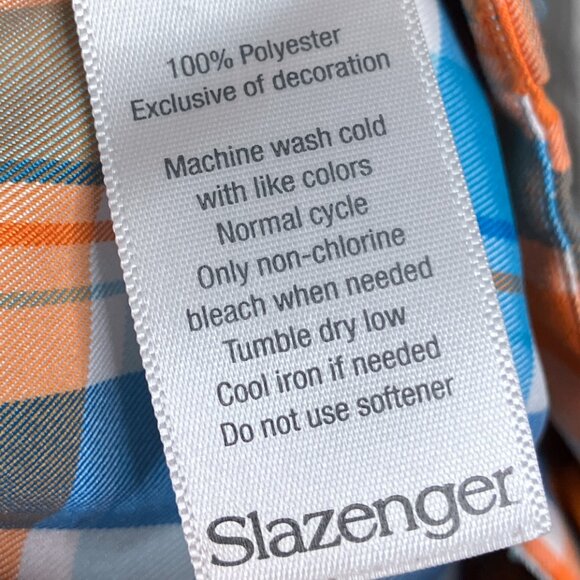 100% Polyester
Exclusive of decoration
Machine wash cold
with like colors
Normal cycle
Only non-chlorine
bleach when needed
Tumble dry low
Cool iron if needed
Do not use softener
Slazenger